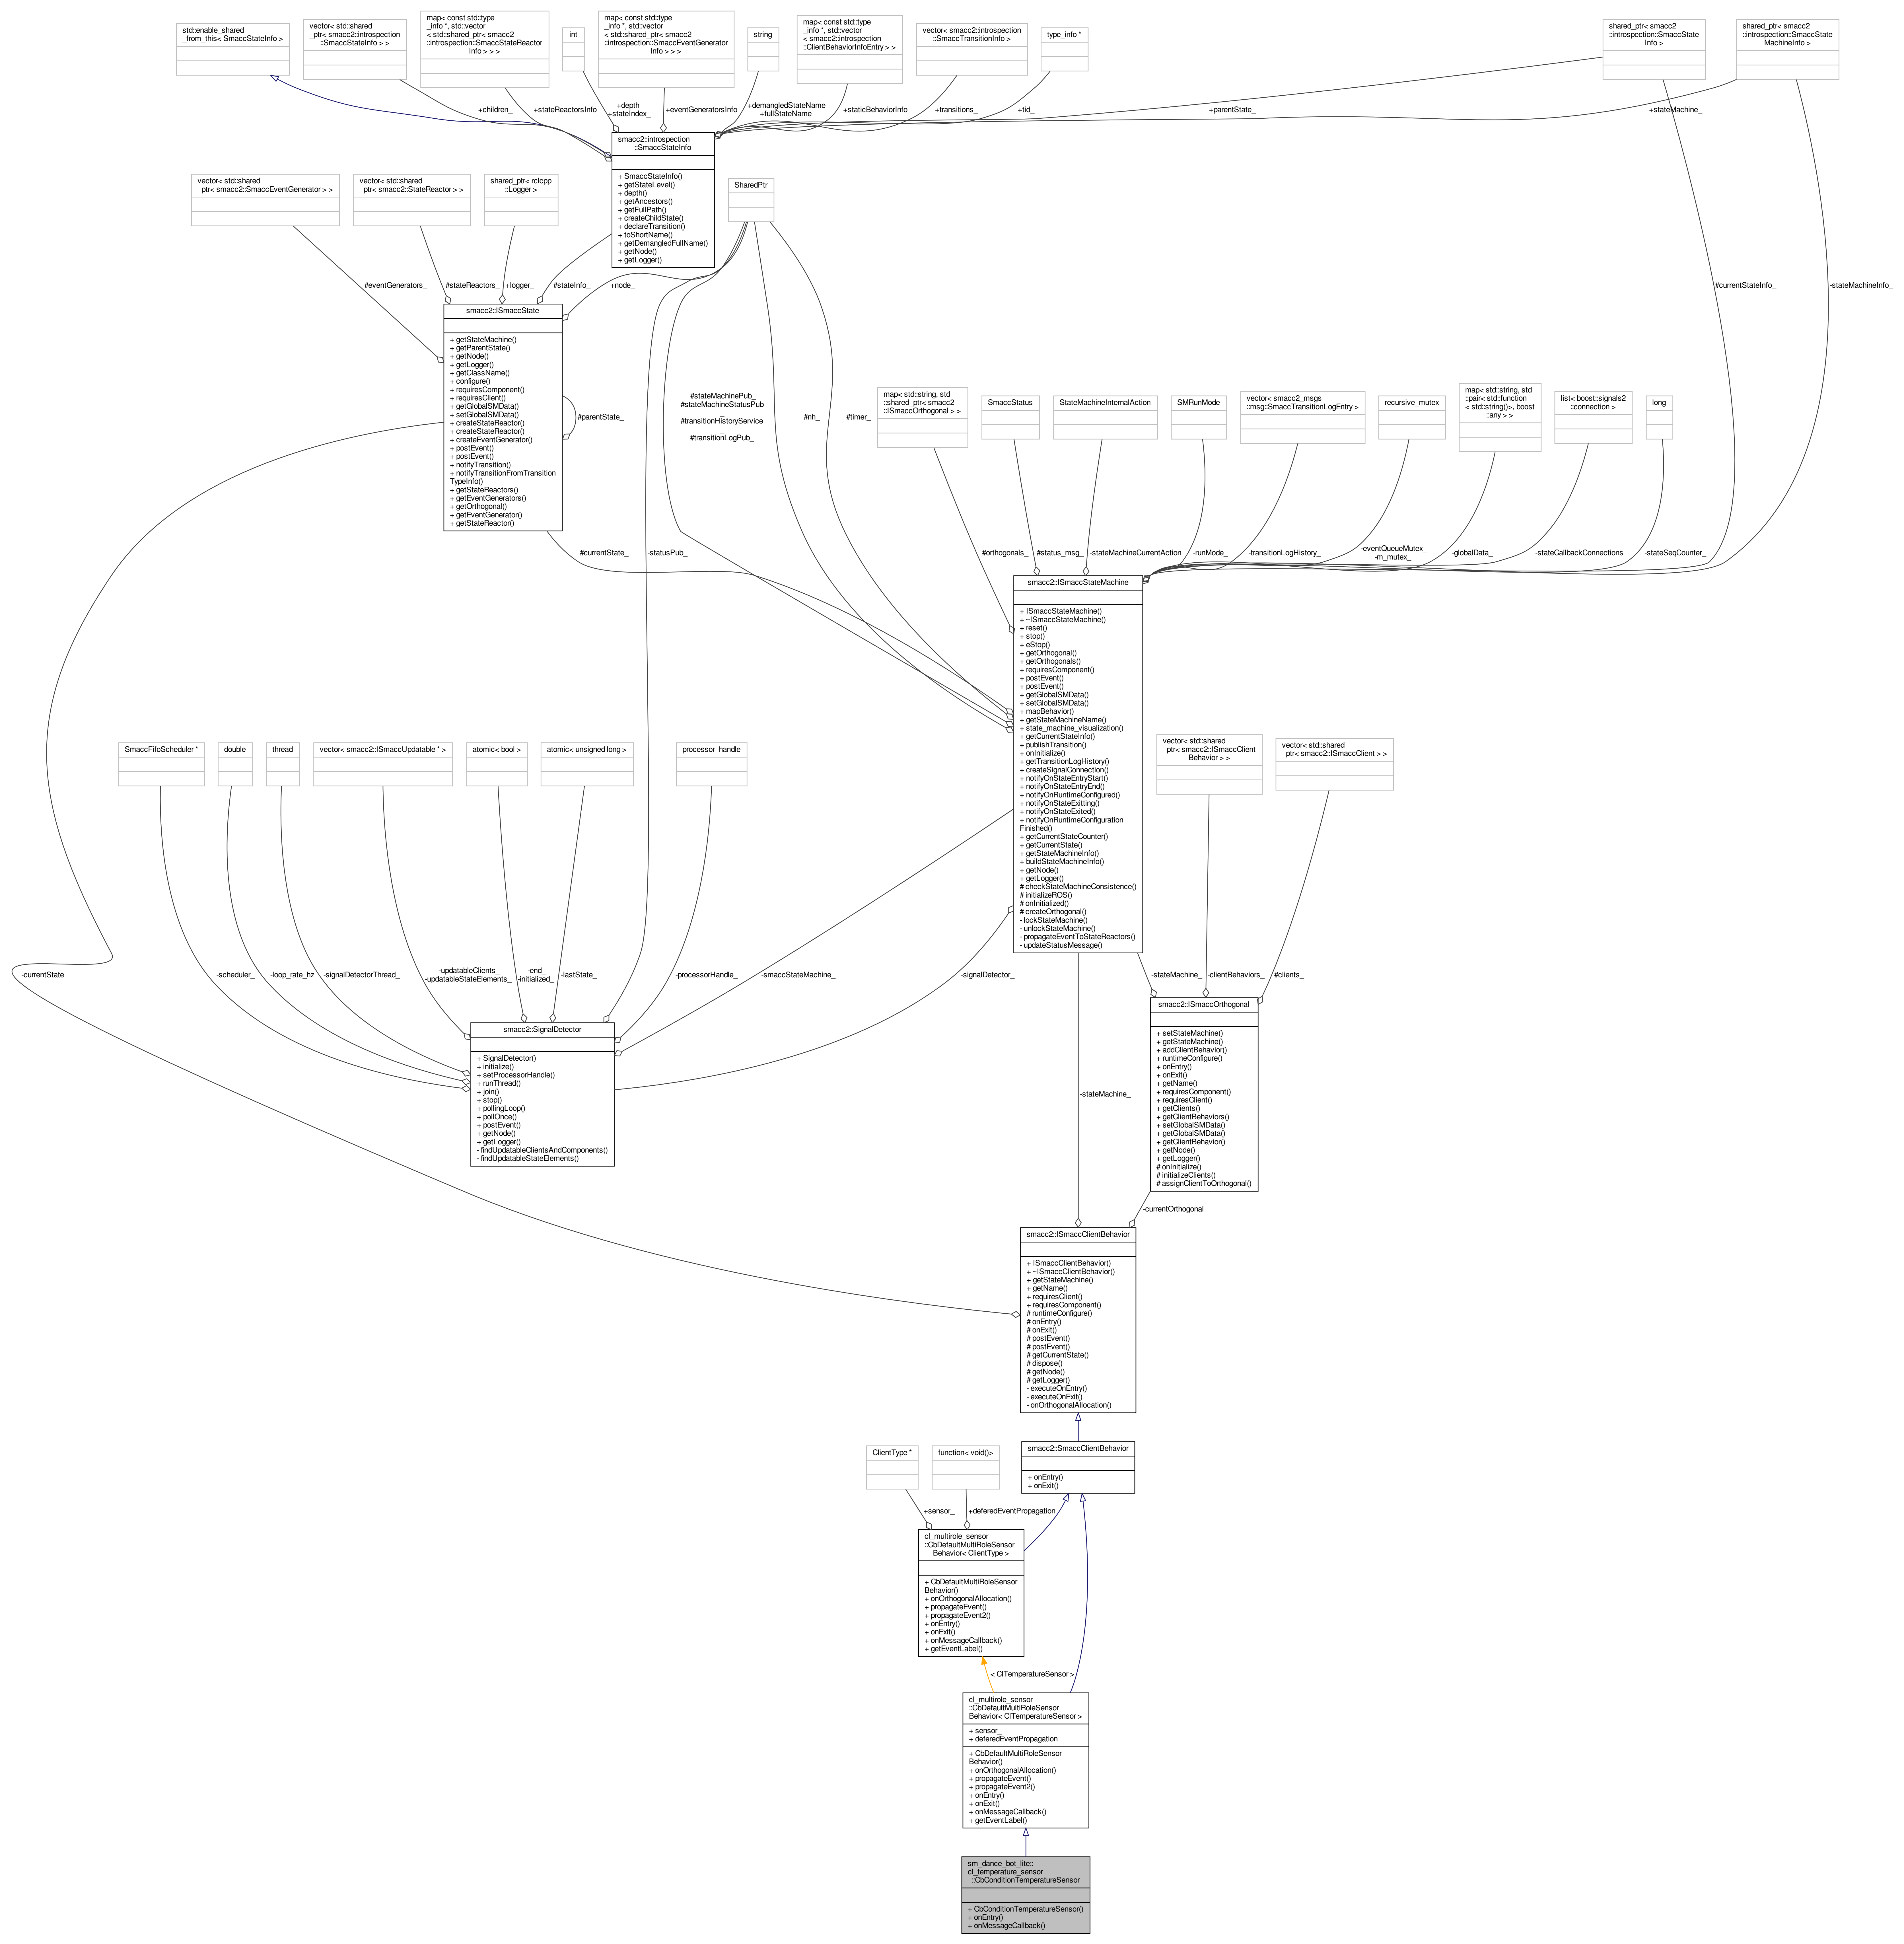 std::enable_shared
_from_this< SmaccStateInfo >
vector< std::shared
_ptr< smacc2::introspection
::SmaccStateInfo > >
map< const std::type
_info *, std::vector
< std::shared_ptr< smacc2
::introspection::SmaccStateReactor
Info > > >
int
map< const std::type
_info *, std::vector
< std::shared_ptr< smacc2
::introspection::SmaccEventGenerator
Info > > >
string
map< const std::type
_info *, std::vector
< smacc2::introspection
::ClientBehaviorInfoEntry > >
vector< smacc2::introspection
::SmaccTransitionInfo >
type_info *
shared_ptr< smacc2
::introspection::SmaccState
Info >
shared_ptr< smacc2
::introspection::SmaccState
MachineInfo >
+children_
+stateReactorsInfo
+depth_
+stateIndex_
+eventGeneratorsInfo
+demangledStateName
+fullStateName
+staticBehaviorInfo
+transitions_
+tid_
+parentState_
+stateMachine_
smacc2::introspection
::SmaccStateInfo
+ SmaccStateInfo()
+ getStateLevel()
+ depth()
+ getAncestors()
+ getFullPath()
+ createChildState()
+ declareTransition()
+ toShortName()
+ getDemangledFullName()
+ getNode()
+ getLogger()
vector< std::shared
_ptr< smacc2::SmaccEventGenerator > >
vector< std::shared
_ptr< smacc2::StateReactor > >
shared_ptr< rclcpp
::Logger >
SharedPtr
#eventGenerators_
#stateReactors_
+logger_
#stateInfo_
+node_
#currentStateInfo_
-stateMachineInfo_
smacc2::ISmaccState
+ getStateMachine()
+ getParentState()
+ getNode()
+ getLogger()
+ getClassName()
+ configure()
+ requiresComponent()
+ requiresClient()
+ getGlobalSMData()
+ setGlobalSMData()
+ createStateReactor()
+ createStateReactor()
+ createEventGenerator()
+ postEvent()
+ postEvent()
+ notifyTransition()
+ notifyTransitionFromTransition
TypeInfo()
+ getStateReactors()
+ getEventGenerators()
+ getOrthogonal()
+ getEventGenerator()
+ getStateReactor()
#parentState_
#stateMachinePub_
#stateMachineStatusPub
_
#transitionHistoryService
_
#transitionLogPub_
#nh_
#timer_
map< std::string, std
::shared_ptr< smacc2
::ISmaccOrthogonal > >
SmaccStatus
StateMachineInternalAction
SMRunMode
vector< smacc2_msgs
::msg::SmaccTransitionLogEntry >
recursive_mutex
map< std::string, std
::pair< std::function
< std::string()>, boost
::any > >
list< boost::signals2
::connection >
long
#currentState_
-statusPub_
#orthogonals_
#status_msg_
-stateMachineCurrentAction
-runMode_
-transitionLogHistory_
-eventQueueMutex_
-m_mutex_
-globalData_
-stateCallbackConnections
-stateSeqCounter_
smacc2::ISmaccStateMachine
+ ISmaccStateMachine()
+ ~ISmaccStateMachine()
+ reset()
+ stop()
+ eStop()
+ getOrthogonal()
+ getOrthogonals()
+ requiresComponent()
+ postEvent()
+ postEvent()
+ getGlobalSMData()
+ setGlobalSMData()
+ mapBehavior()
+ getStateMachineName()
+ state_machine_visualization()
+ getCurrentStateInfo()
+ publishTransition()
+ onInitialize()
+ getTransitionLogHistory()
+ createSignalConnection()
+ notifyOnStateEntryStart()
+ notifyOnStateEntryEnd()
+ notifyOnRuntimeConfigured()
+ notifyOnStateExitting()
+ notifyOnStateExited()
+ notifyOnRuntimeConfiguration
Finished()
+ getCurrentStateCounter()
+ getCurrentState()
+ getStateMachineInfo()
+ buildStateMachineInfo()
+ getNode()
+ getLogger()
# checkStateMachineConsistence()
# initializeROS()
# onInitialized()
# createOrthogonal()
- lockStateMachine()
- unlockStateMachine()
- propagateEventToStateReactors()
- updateStatusMessage()
SmaccFifoScheduler *
double
thread
vector< smacc2::ISmaccUpdatable * >
atomic< bool >
atomic< unsigned long >
processor_handle
vector< std::shared
_ptr< smacc2::ISmaccClient
Behavior > >
vector< std::shared
_ptr< smacc2::ISmaccClient > >
-currentState
-scheduler_
-loop_rate_hz
-signalDetectorThread_
-updatableClients_
-updatableStateElements_
-end_
-initialized_
-lastState_
-processorHandle_
-smaccStateMachine_
-signalDetector_
-stateMachine_
-clientBehaviors_
#clients_
smacc2::SignalDetector
+ SignalDetector()
+ initialize()
+ setProcessorHandle()
+ runThread()
+ join()
+ stop()
+ pollingLoop()
+ pollOnce()
+ postEvent()
+ getNode()
+ getLogger()
- findUpdatableClientsAndComponents()
- findUpdatableStateElements()
smacc2::ISmaccOrthogonal
+ setStateMachine()
+ getStateMachine()
+ addClientBehavior()
+ runtimeConfigure()
+ onEntry()
+ onExit()
+ getName()
+ requiresComponent()
+ requiresClient()
+ getClients()
+ getClientBehaviors()
+ setGlobalSMData()
+ getGlobalSMData()
+ getClientBehavior()
+ getNode()
+ getLogger()
# onInitialize()
# initializeClients()
# assignClientToOrthogonal()
-stateMachine_
-currentOrthogonal
smacc2::ISmaccClientBehavior
+ ISmaccClientBehavior()
+ ~ISmaccClientBehavior()
+ getStateMachine()
+ getName()
+ requiresClient()
+ requiresComponent()
# runtimeConfigure()
# onEntry()
# onExit()
# postEvent()
# postEvent()
# getCurrentState()
# dispose()
# getNode()
# getLogger()
- executeOnEntry()
- executeOnExit()
- onOrthogonalAllocation()
ClientType *
function< void()>
smacc2::SmaccClientBehavior
+ onEntry()
+ onExit()
+sensor_
+deferedEventPropagation
cl_multirole_sensor
::CbDefaultMultiRoleSensor
Behavior< ClientType >
+ CbDefaultMultiRoleSensor
Behavior()
+ onOrthogonalAllocation()
+ propagateEvent()
+ propagateEvent2()
+ onEntry()
+ onExit()
+ onMessageCallback()
+ getEventLabel()
< ClTemperatureSensor >
cl_multirole_sensor
::CbDefaultMultiRoleSensor
Behavior< ClTemperatureSensor >
+ sensor_
+ deferedEventPropagation
+ CbDefaultMultiRoleSensor
Behavior()
+ onOrthogonalAllocation()
+ propagateEvent()
+ propagateEvent2()
+ onEntry()
+ onExit()
+ onMessageCallback()
+ getEventLabel()
sm_dance_bot_lite::
cl_temperature_sensor
::CbConditionTemperatureSensor
+ CbConditionTemperatureSensor()
+ onEntry()
+ onMessageCallback()